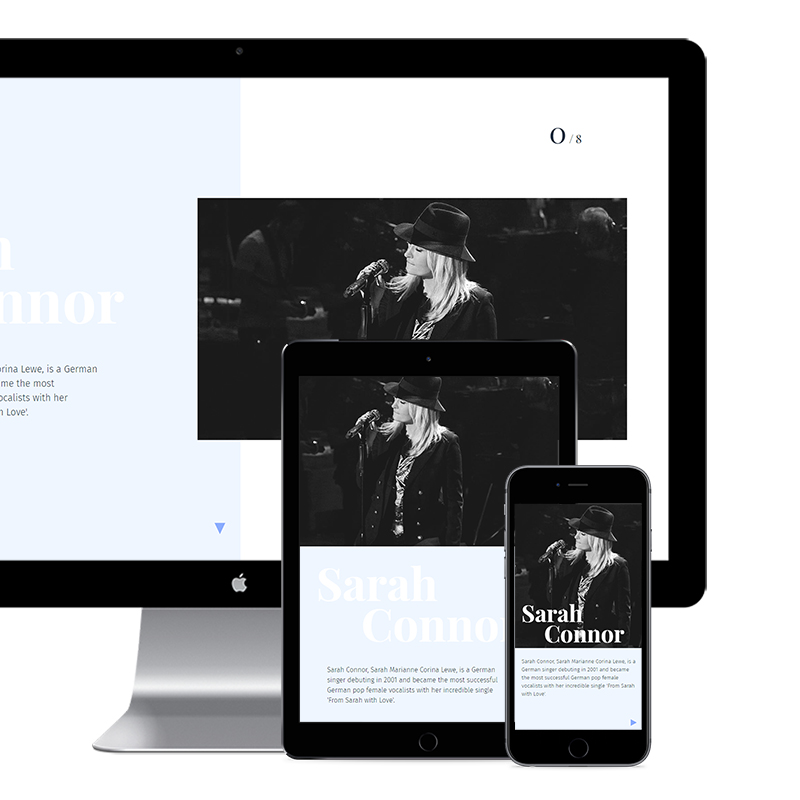 O / 8
h
nnor
orina Lewe, is a German
me the most
ocalists with her
n Love'.
Sarah
Connor
Sarah Connor, Sarah Marianne Corina Lewe, is a German
singer debuting in 2001 and became the most successful
German pop female vocalists with her incredible single
'From Sarah with Love'.
Sarah
Connor
Sarah Connor, Sarah Marianne Corina Lewe, is a
German singer debuting in 2001 and became
the most successful German pop female
vocalists with her incredible single 'From Sarah
with Love'.